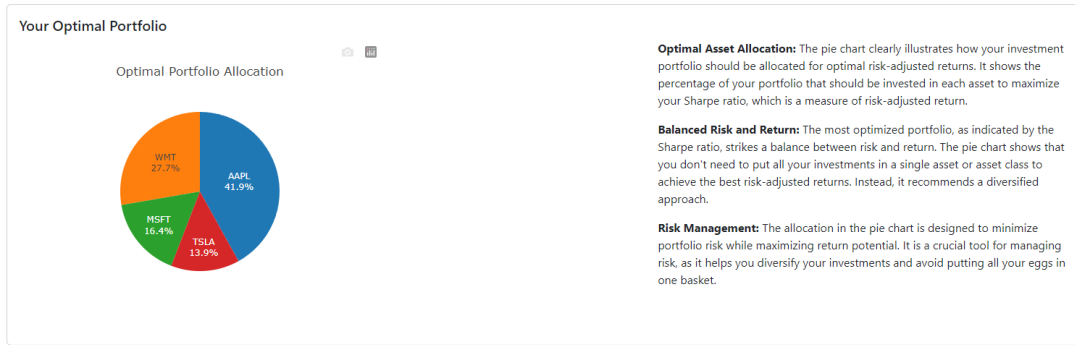 Your Optimal Portfolio
Optimal Portfolio Allocation
WMT
27.7%
AAPL
41.9%
MSFT
16.4%
TSLA
13.9%
Optimal Asset Allocation: The pie chart clearly illustrates how your investment
portfolio should be allocated for optimal risk-adjusted returns. It shows the
percentage of your portfolio that should be invested in each asset to maximize
your Sharpe ratio, which is a measure of risk-adjusted return.
Balanced Risk and Return: The most optimized portfolio, as indicated by the
Sharpe ratio, strikes a balance between risk and return. The pie chart shows that
you don't need to put all your investments in a single asset or asset class to
achieve the best risk-adjusted returns. Instead, it recommends a diversified
approach.
Risk Management: The allocation in the pie chart is designed to minimize
portfolio risk while maximizing return potential. It is a crucial tool for managing
risk, as it helps you diversify your investments and avoid putting all your eggs in
one basket.